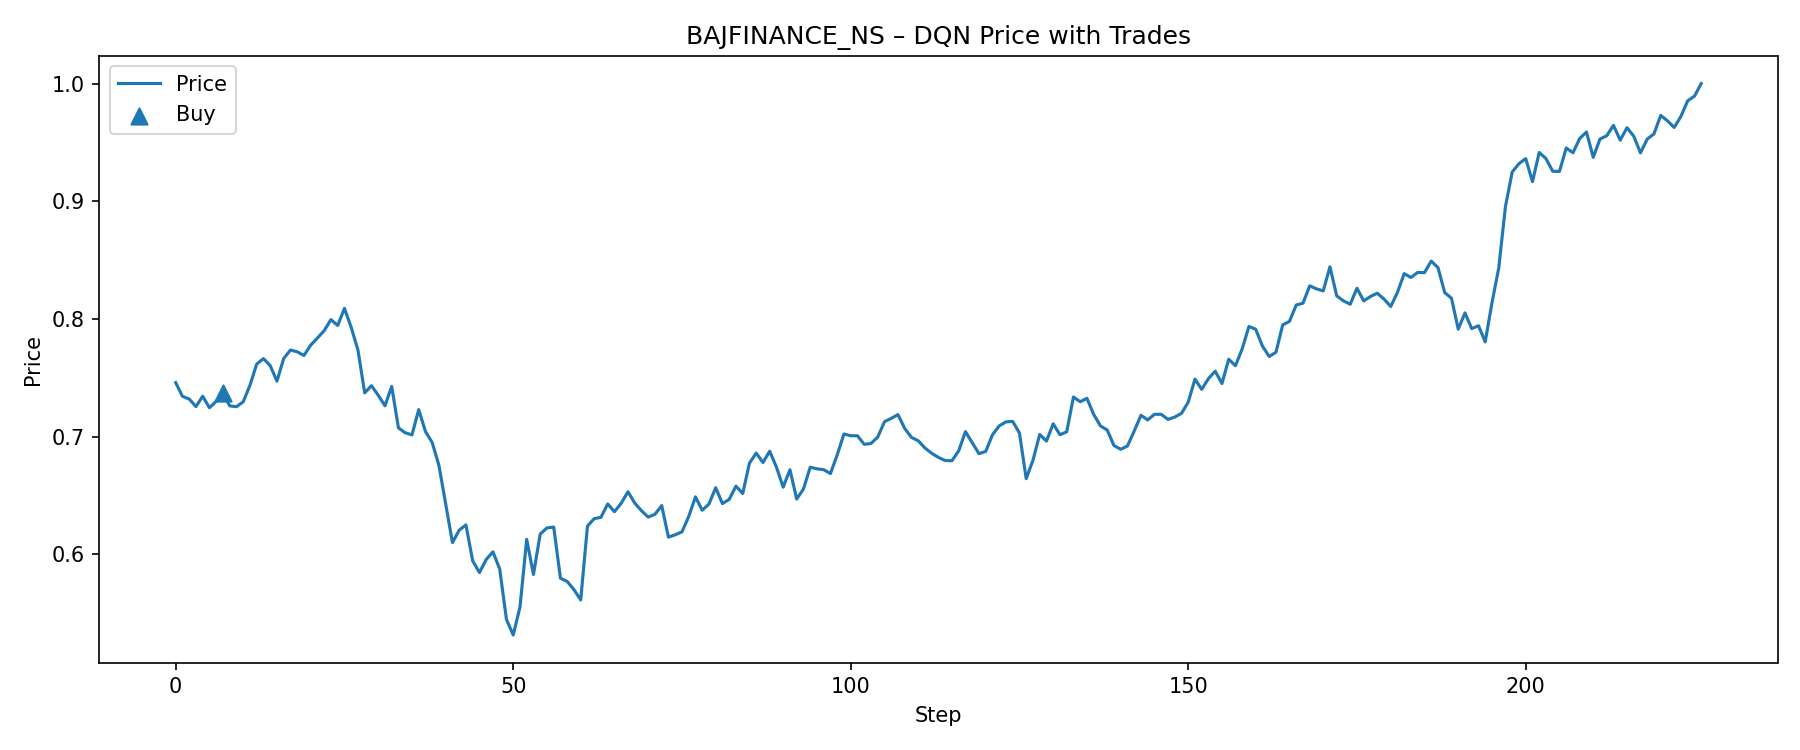 BAJFINANCE_NS – DQN Price with Trades
Price
Buy
1.0
0.9
0.8
0.7
0.6
Price
0
50
100
150
200
Step